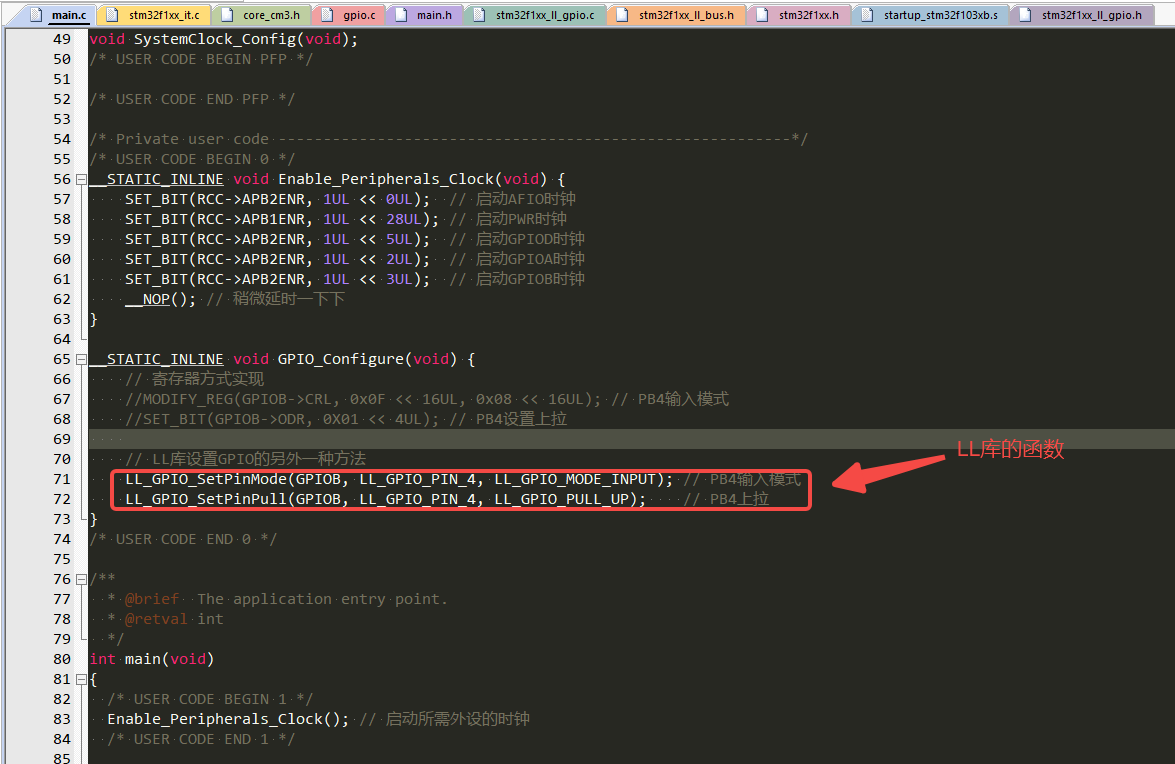 main.c stm32f1xx_it.c core_cm3.h gpio.c main.h stm32f1xx_ll_gpio.c stm32f1xx_ll_bus.h stm32f1xx.h startup_stm32f103xb.s stm32f1xx_ll_gpio.h
49 void SystemClock_Config(void);
50 /* USER CODE BEGIN PFP */
51
52 /* USER CODE END PFP */
53
54 /* Private user code ---------------------------------------------------------*/
55 /* USER CODE BEGIN 0 */
56 __STATIC_INLINE void Enable_Peripherals_Clock(void) {
57 SET_BIT(RCC->APB2ENR, 1UL << 0UL); // 启动AFIO时钟
58 SET_BIT(RCC->APB1ENR, 1UL << 28UL); // 启动PWR时钟
59 SET_BIT(RCC->APB2ENR, 1UL << 5UL); // 启动GPIOD时钟
60 SET_BIT(RCC->APB2ENR, 1UL << 2UL); // 启动GPIOA时钟
61 SET_BIT(RCC->APB2ENR, 1UL << 3UL); // 启动GPIOB时钟
62 __NOP(); // 稍微延时一下下
63 }
64
65 __STATIC_INLINE void GPIO_Configure(void) {
66 // 寄存器方式实现
67 //MODIFY_REG(GPIOB->CRL, 0x0F << 16UL, 0x08 << 16UL); // PB4输入模式
68 //SET_BIT(GPIOB->ODR, 0X01 << 4UL); // PB4设置上拉
69
70 // LL库设置GPIO的另外一种方法
LL库的函数
71 LL_GPIO_SetPinMode(GPIOB, LL_GPIO_PIN_4, LL_GPIO_MODE_INPUT); // PB4输入模式
72 LL_GPIO_SetPinPull(GPIOB, LL_GPIO_PIN_4, LL_GPIO_PULL_UP); // PB4上拉
73 }
74 /* USER CODE END 0 */
75
76 /**
77 * @brief The application entry point.
78 * @retval int
79 */
80 int main(void)
81 {
82 /* USER CODE BEGIN 1 */
83 Enable_Peripherals_Clock(); // 启动所需外设的时钟
84 /* USER CODE END 1 */
85